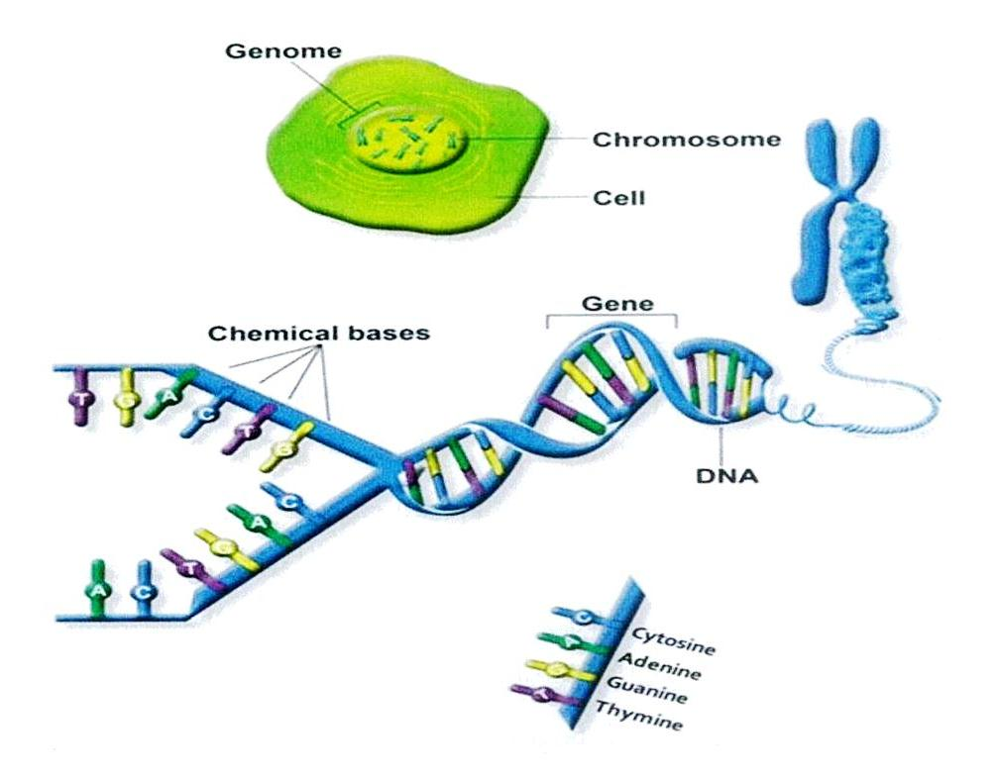 Genome
Chromosome
Cell
Gene
Chemical bases
T G A C T G
DNA
C
A
G
T
A C
C
A
G
Cytosine
Adenine
Guanine
Thymine